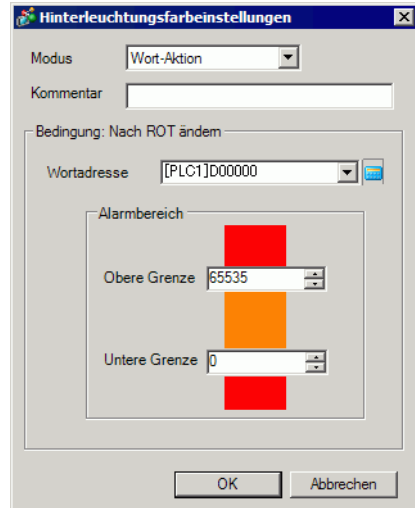 Hinterleuchtungsfarbeinstellungen
Modus Wort-Aktion
Kommentar
Bedingung: Nach ROT ändern
Wortadresse [PLC1]D00000
Alarmbereich
Obere Grenze 65535
Untere Grenze 0
OK Abbrechen